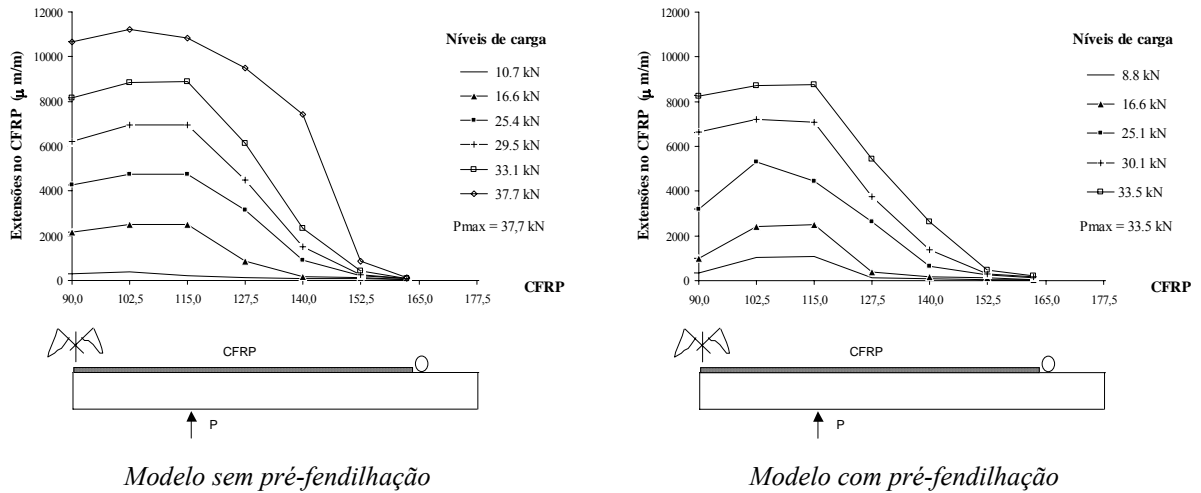 12000
10000
8000
6000
4000
2000
0
Extensões no CFRP (μ m/m)
90,0 102,5 115,0 127,5 140,0 152,5 165,0 177,5
CFRP
Níveis de carga
10.7 kN
16.6 kN
25.4 kN
29.5 kN
33.1 kN
37.7 kN
Pmax = 37,7 kN
CFRP
P
Modelo sem pré-fendilhação
12000
10000
8000
6000
4000
2000
0
Extensões no CFRP (μ m/m)
90,0 102,5 115,0 127,5 140,0 152,5 165,0 177,5
CFRP
Níveis de carga
8.8 kN
16.6 kN
25.1 kN
30.1 kN
33.5 kN
Pmax = 33.5 kN
CFRP
P
Modelo com pré-fendilhação